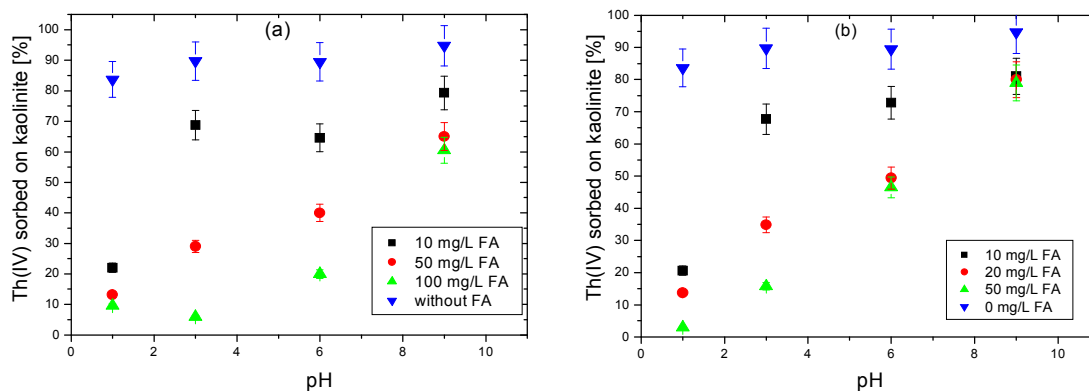 (a)
Th(IV) sorbed on kaolinite [%]
100
90
80
70
60
50
40
30
20
10
0
0 2 4 6 8 10
pH
10 mg/L FA
50 mg/L FA
100 mg/L FA
without FA
(b)
Th(IV) sorbed on kaolinite [%]
100
90
80
70
60
50
40
30
20
10
0
0 2 4 6 8 10
pH
10 mg/L FA
20 mg/L FA
50 mg/L FA
0 mg/L FA